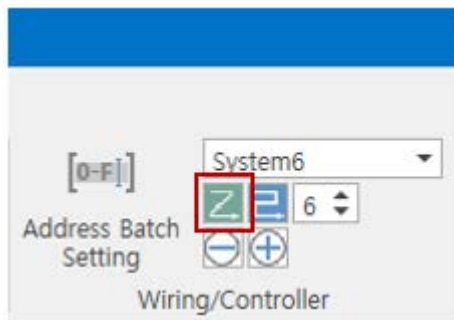 [0-F]
System6
6
Address Batch
Setting
Wiring/Controller